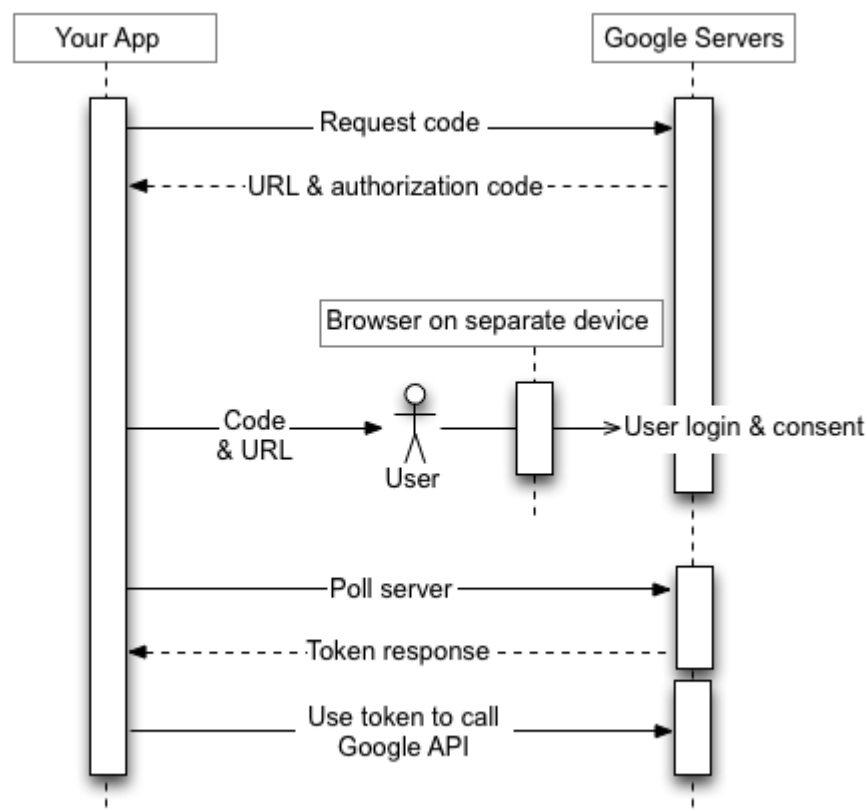 Your App
Google Servers
Request code
URL & authorization code
Browser on separate device
Code
& URL
User login & consent
User
Poll server
Token response
Use token to call
Google API